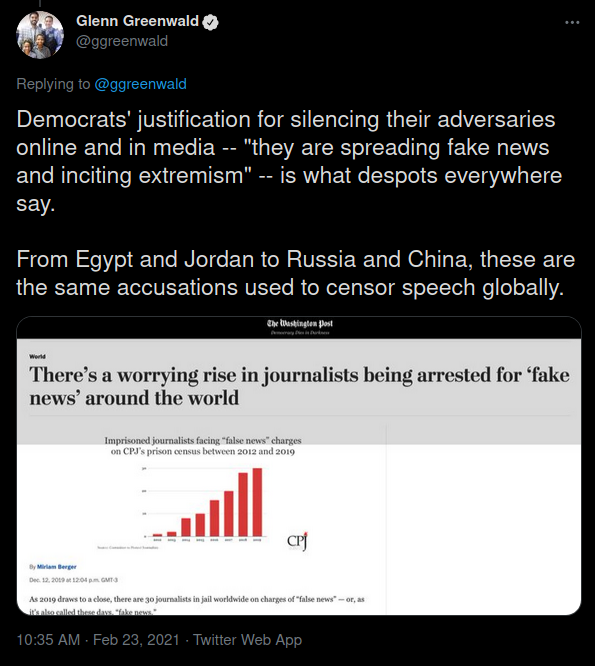 Glenn Greenwald
@ggreenwald
Replying to @ggreenwald
Democrats' justification for silencing their adversaries
online and in media -- "they are spreading fake news
and inciting extremism" -- is what despots everywhere
say.
From Egypt and Jordan to Russia and China, these are
the same accusations used to censor speech globally.
The Washington Post
Democracy Dies in Darkness
World
There's a worrying rise in journalists being arrested for 'fake
news' around the world
Imprisoned journalists facing "false news" charges
on CPJ's prison census between 2012 and 2019
CPJ
By Miriam Berger
Dec. 12, 2019 at 12:04 p.m. GMT-3
As 2019 draws to a close, there are 30 journalists in jail worldwide on charges of "false news" — or, as
it's also called these days, "fake news."
10:35 AM · Feb 23, 2021 · Twitter Web App